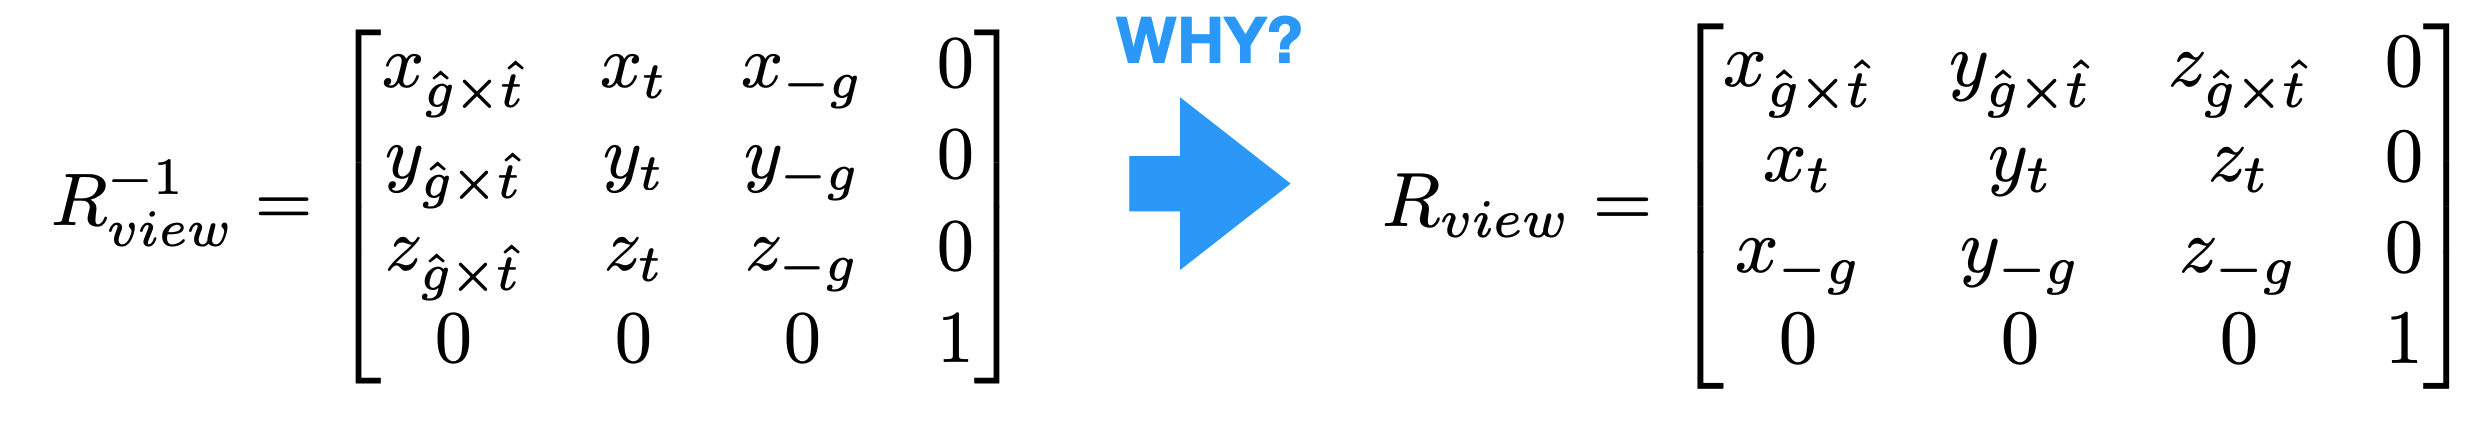 WHY?
$R_{view}^{-1} = \begin{bmatrix} x_{\hat{g}\times\hat{t}} & x_t & x_{-g} & 0 \\ y_{\hat{g}\times\hat{t}} & y_t & y_{-g} & 0 \\ z_{\hat{g}\times\hat{t}} & z_t & z_{-g} & 0 \\ 0 & 0 & 0 & 1 \end{bmatrix}$
$R_{view} = \begin{bmatrix} x_{\hat{g}\times\hat{t}} & y_{\hat{g}\times\hat{t}} & z_{\hat{g}\times\hat{t}} & 0 \\ x_t & y_t & z_t & 0 \\ x_{-g} & y_{-g} & z_{-g} & 0 \\ 0 & 0 & 0 & 1 \end{bmatrix}$